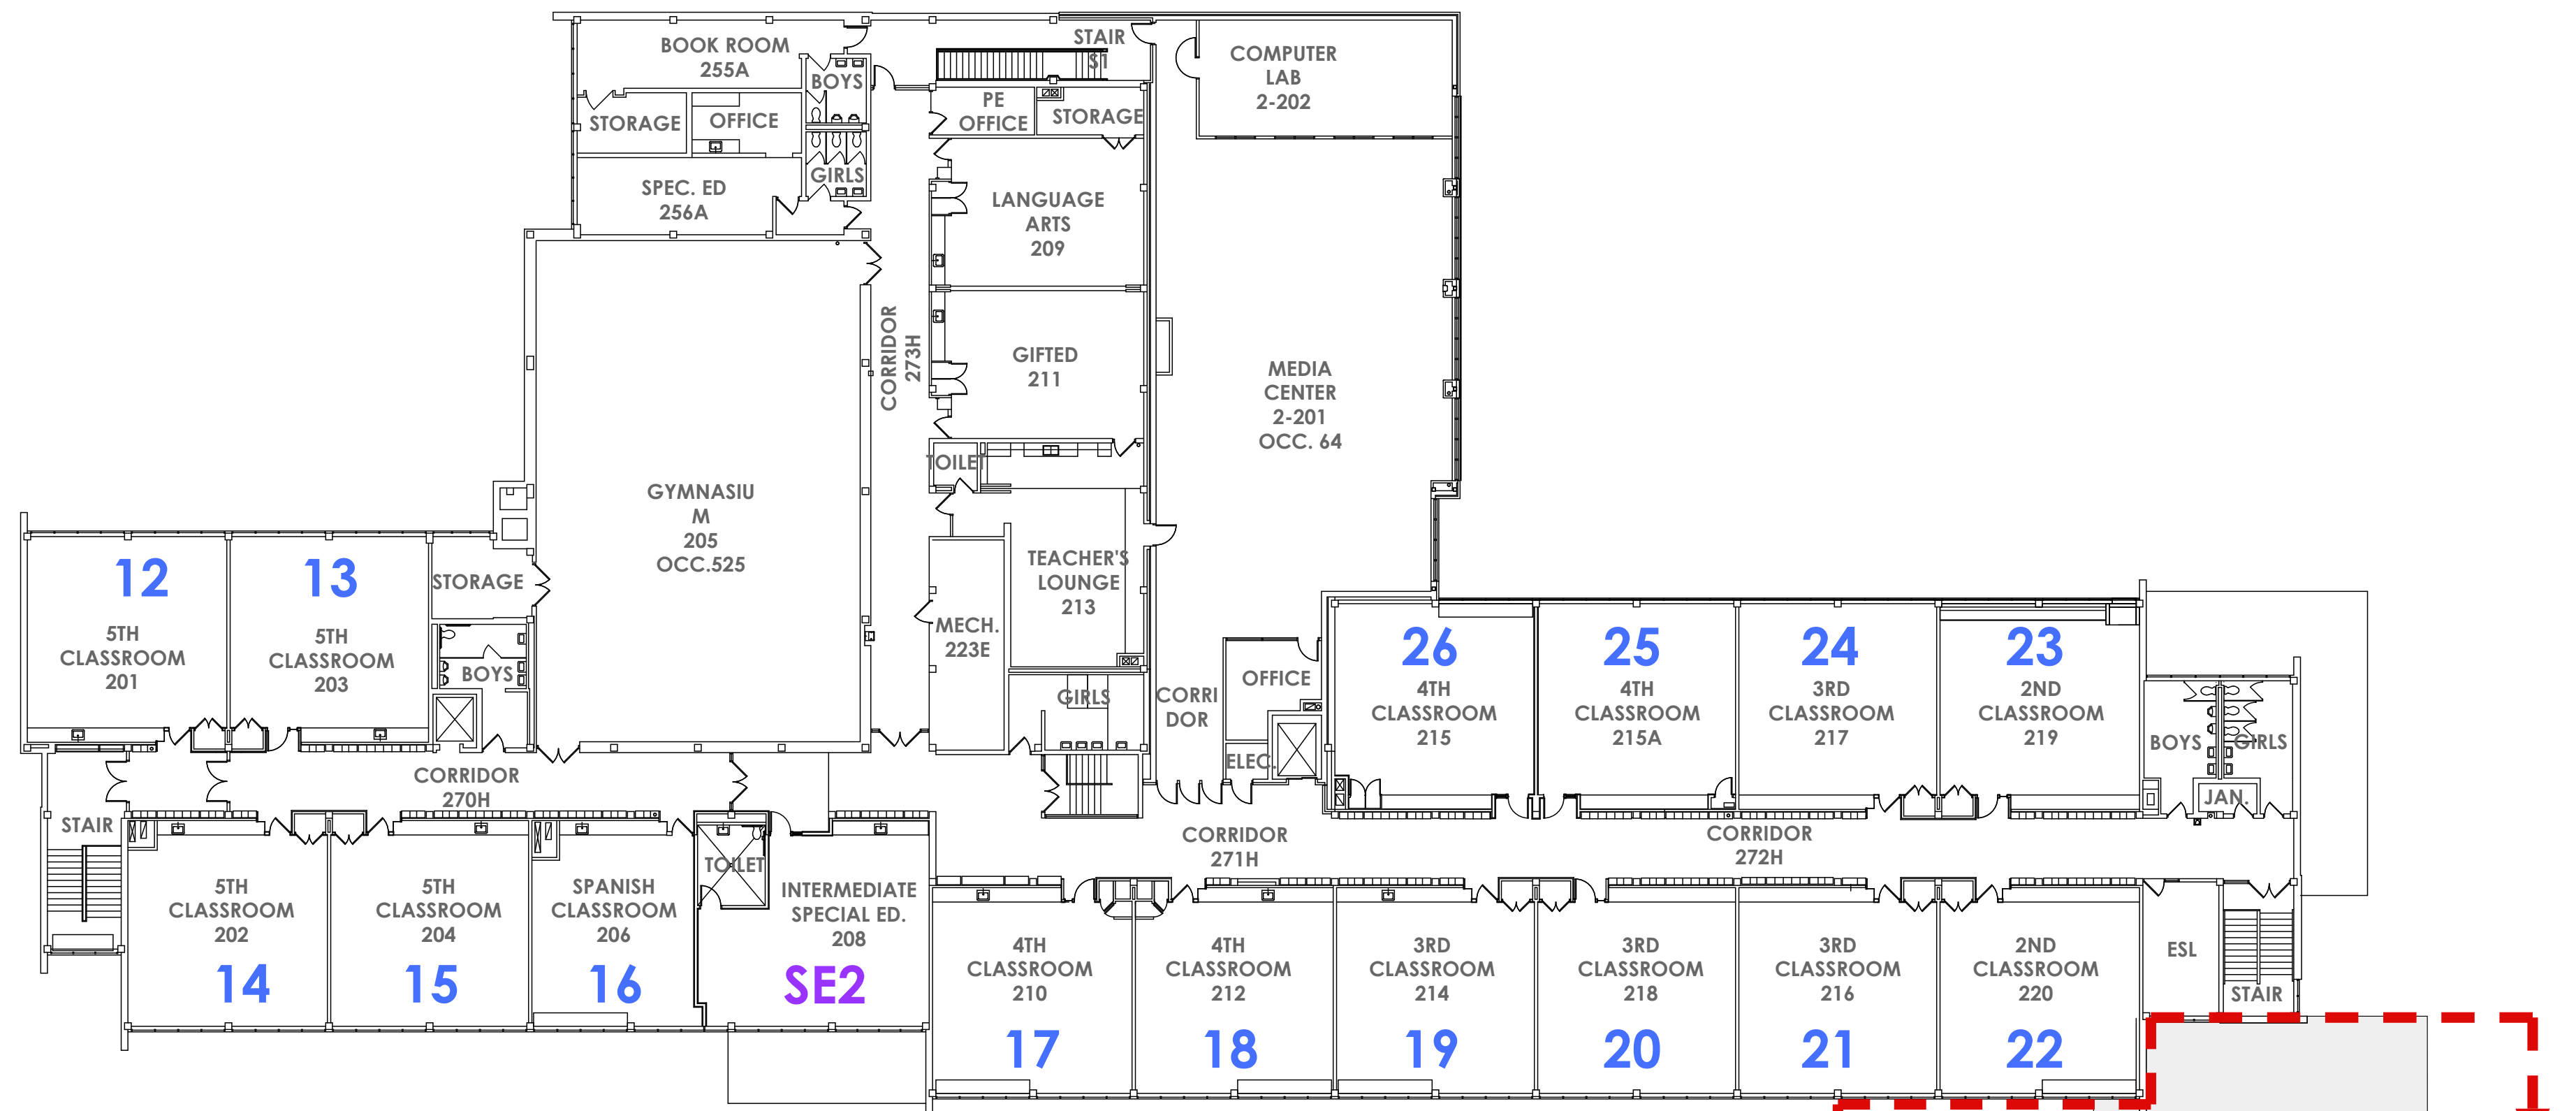 BOOK ROOM
255A
BOYS
STORAGE
OFFICE
GIRLS
SPEC. ED
256A
STAIR
S1
PE
OFFICE
STORAGE
COMPUTER
LAB
2-202
LANGUAGE
ARTS
209
CORRIDOR
273H
GIFTED
211
MEDIA
CENTER
2-201
OCC. 64
TOILET
GYMNASIU
M
205
OCC.525
TEACHER'S
LOUNGE
213
MECH.
223E
GIRLS
CORRI
DOR
OFFICE
ELEC.
12
5TH
CLASSROOM
201
13
5TH
CLASSROOM
203
STORAGE
BOYS
26
4TH
CLASSROOM
215
25
4TH
CLASSROOM
215A
24
3RD
CLASSROOM
217
23
2ND
CLASSROOM
219
BOYS
GIRLS
JAN.
CORRIDOR
270H
STAIR
CORRIDOR
271H
CORRIDOR
272H
5TH
CLASSROOM
202
14
5TH
CLASSROOM
204
15
SPANISH
CLASSROOM
206
16
TOILET
INTERMEDIATE
SPECIAL ED.
208
SE2
4TH
CLASSROOM
210
17
4TH
CLASSROOM
212
18
3RD
CLASSROOM
214
19
3RD
CLASSROOM
218
20
3RD
CLASSROOM
216
21
2ND
CLASSROOM
220
22
ESL
STAIR